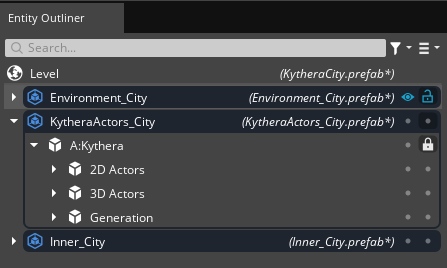 Entity Outliner
Search...
Level (KytheraCity.prefab*)
Environment_City (Environment_City.prefab*)
KytheraActors_City (KytheraActors_City.prefab*)
A:Kythera
2D Actors
3D Actors
Generation
Inner_City (Inner_City.prefab*)